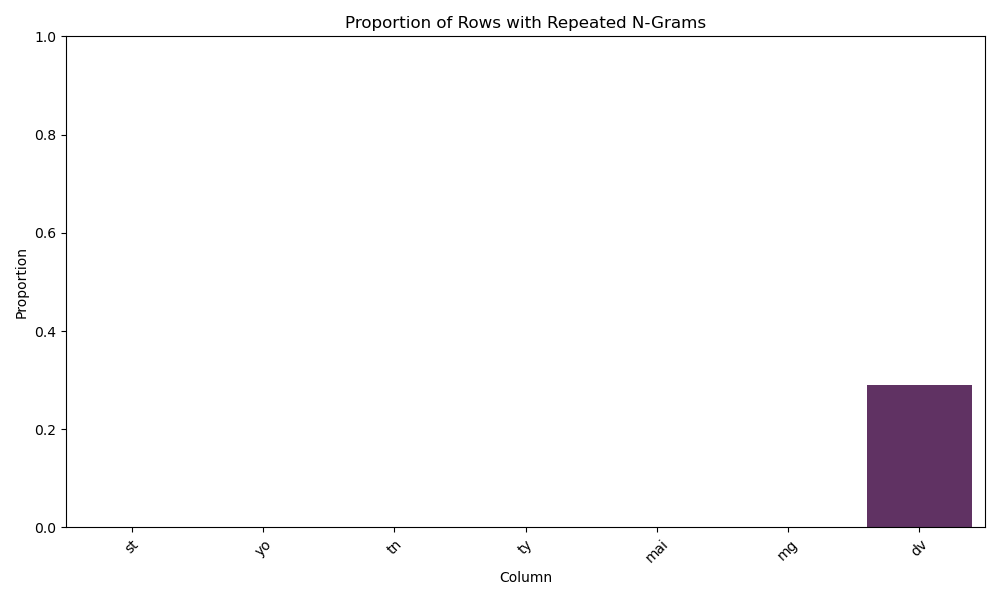 Proportion of Rows with Repeated N-Grams
1.0
0.8
0.6
0.4
0.2
0.0
Proportion
st yo tn ty mai mg dv
Column